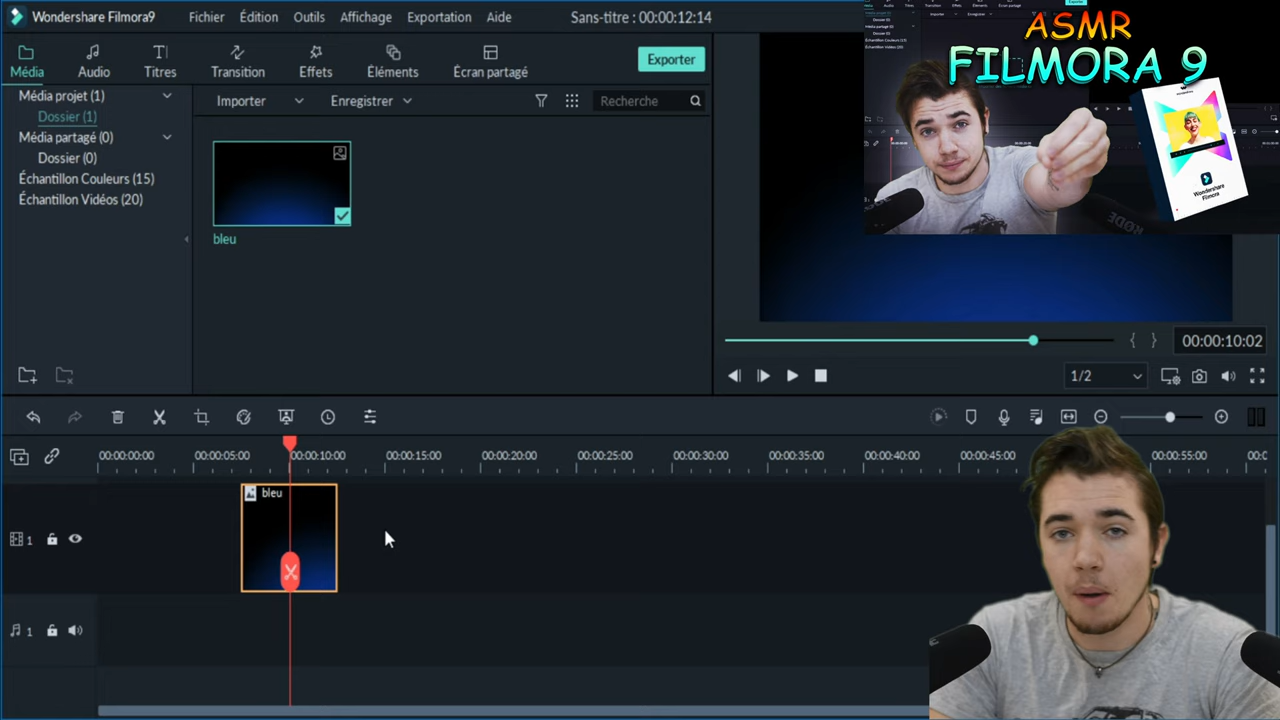 Wondershare Filmora9
Fichier
Outils
Exportation
Aide
Sans-titre : 00:00:12:14
Média
Audio
Titres
Transition
Effets
Éléments
Écran partagé
Exporter
Média projet (1)
Dossier (1)
Média partagé (0)
Dossier (0)
Échantillon Couleurs (15)
Échantillon Vidéos (20)
Importer
Enregistrer
Recherche
bleu
ASMR
FILMORA 9
Wondershare
Filmora
RØDE
00:00:10:02
1/2
00:00:00:00
00:00:05:00
00:00:10:00
00:00:15:00
00:00:20:00
00:00:25:00
00:00:30:00
00:00:35:00
00:00:40:00
00:00:45:00
00:00:55:00
bleu
1
1